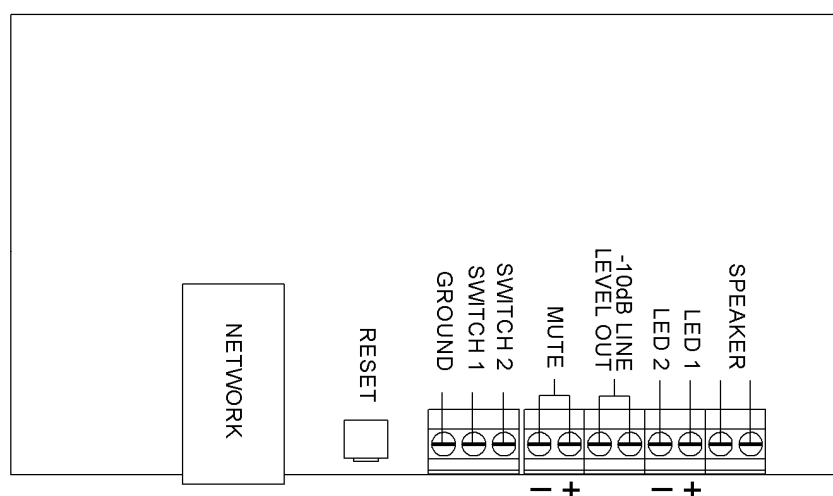 NETWORK
RESET
GROUND
SWITCH 1
SWITCH 2
MUTE
-10dB LINE
LEVEL OUT
LED 2
LED 1
SPEAKER
− +
− +